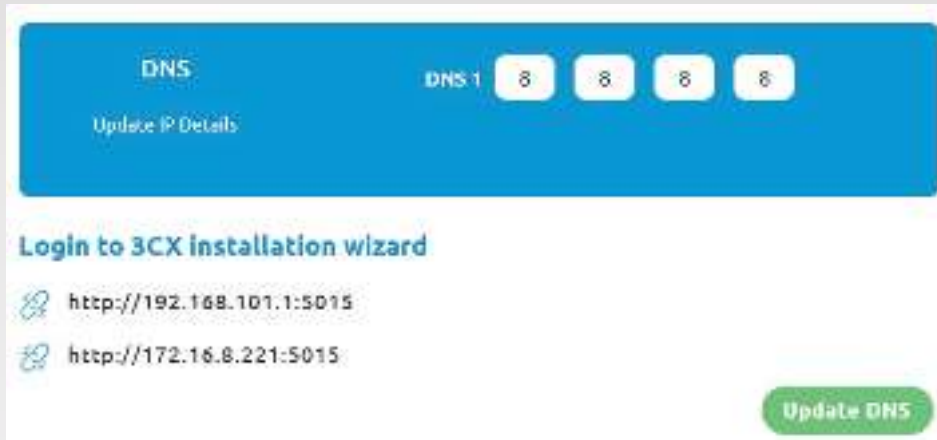 DNS
DNS 1 8 8 8 8
Update IP Details
Login to 3CX installation wizard
http://192.168.101.1:5015
http://172.16.8.221:5015
Update DNS